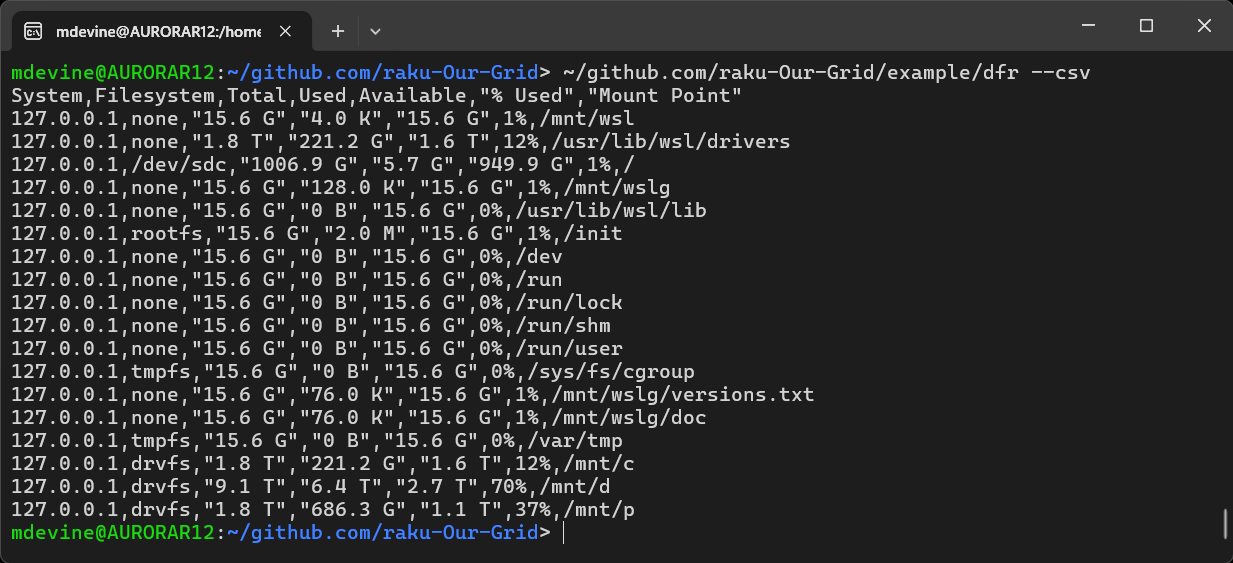 mdevine@AURORAR12:/home
mdevine@AURORAR12:~/github.com/raku-Our-Grid> ~/github.com/raku-Our-Grid/example/dfr --csv
System,Filesystem,Total,Used,Available,"% Used","Mount Point"
127.0.0.1,none,"15.6 G","4.0 K","15.6 G",1%,/mnt/wsl
127.0.0.1,none,"1.8 T","221.2 G","1.6 T",12%,/usr/lib/wsl/drivers
127.0.0.1,/dev/sdc,"1006.9 G","5.7 G","949.9 G",1%,/
127.0.0.1,none,"15.6 G","128.0 K","15.6 G",1%,/mnt/wslg
127.0.0.1,none,"15.6 G","0 B","15.6 G",0%,/usr/lib/wsl/lib
127.0.0.1,rootfs,"15.6 G","2.0 M","15.6 G",1%,/init
127.0.0.1,none,"15.6 G","0 B","15.6 G",0%,/dev
127.0.0.1,none,"15.6 G","0 B","15.6 G",0%,/run
127.0.0.1,none,"15.6 G","0 B","15.6 G",0%,/run/lock
127.0.0.1,none,"15.6 G","0 B","15.6 G",0%,/run/shm
127.0.0.1,none,"15.6 G","0 B","15.6 G",0%,/run/user
127.0.0.1,tmpfs,"15.6 G","0 B","15.6 G",0%,/sys/fs/cgroup
127.0.0.1,none,"15.6 G","76.0 K","15.6 G",1%,/mnt/wslg/versions.txt
127.0.0.1,none,"15.6 G","76.0 K","15.6 G",1%,/mnt/wslg/doc
127.0.0.1,tmpfs,"15.6 G","0 B","15.6 G",0%,/var/tmp
127.0.0.1,drvfs,"1.8 T","221.2 G","1.6 T",12%,/mnt/c
127.0.0.1,drvfs,"9.1 T","6.4 T","2.7 T",70%,/mnt/d
127.0.0.1,drvfs,"1.8 T","686.3 G","1.1 T",37%,/mnt/p
mdevine@AURORAR12:~/github.com/raku-Our-Grid>